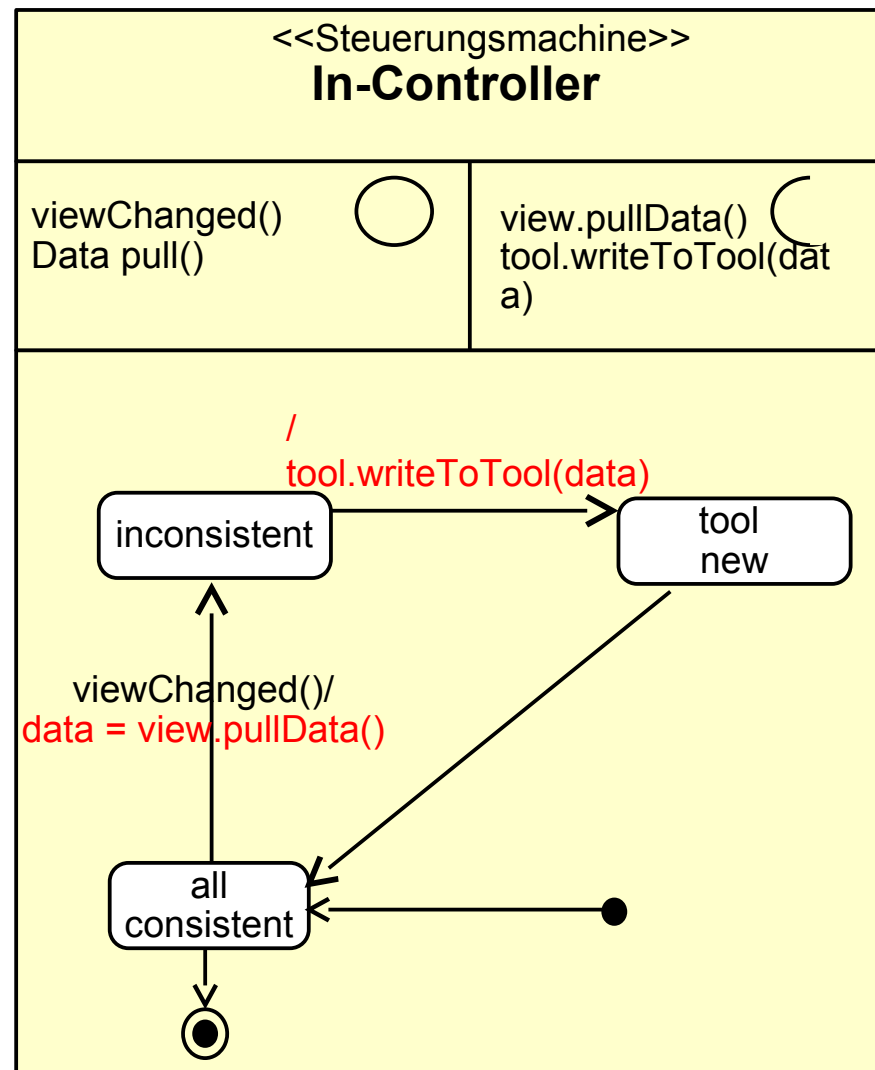 <<Steuerungsmachine>>
In-Controller
viewChanged()
Data pull()
view.pullData()
tool.writeToTool(dat
a)
/
tool.writeToTool(data)
inconsistent
tool
new
viewChanged()/
data = view.pullData()
all
consistent